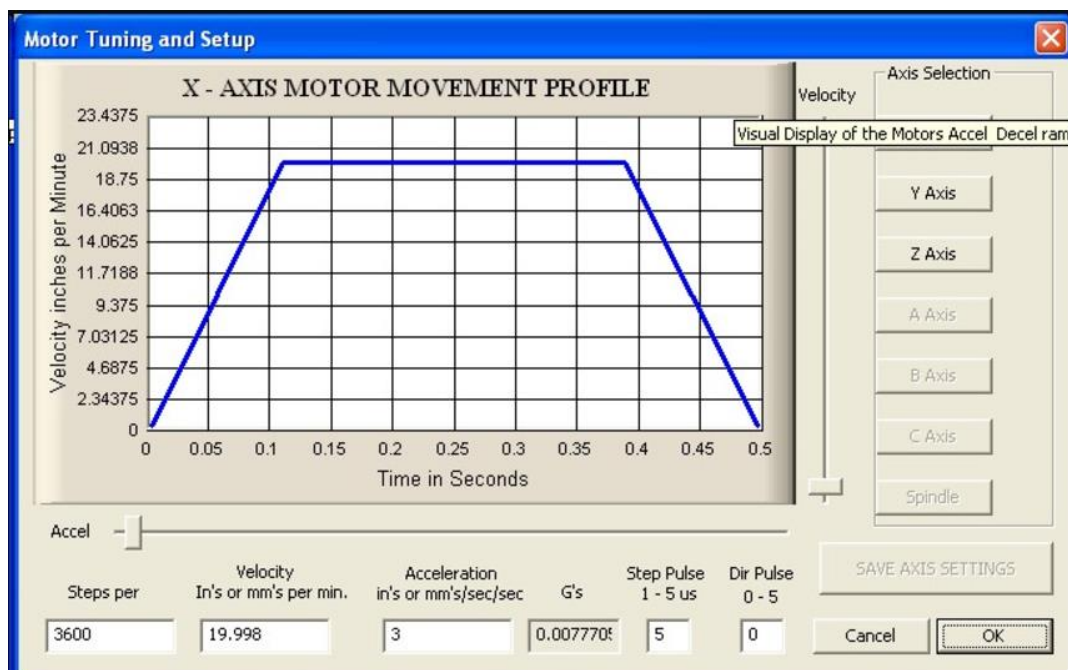 Motor Tuning and Setup
X - AXIS MOTOR MOVEMENT PROFILE
Velocity inches per Minute
23.4375
21.0938
18.75
16.4063
14.0625
11.7188
9.375
7.03125
4.6875
2.34375
0
0 0.05 0.1 0.15 0.2 0.25 0.3 0.35 0.4 0.45 0.5
Time in Seconds
Velocity
Axis Selection
Visual Display of the Motors Accel Decel ram
Y Axis
Z Axis
A Axis
B Axis
C Axis
Spindle
Accel
Steps per
Velocity
In's or mm's per min.
Acceleration
in's or mm's/sec/sec
G's
Step Pulse
1 - 5 us
Dir Pulse
0 - 5
SAVE AXIS SETTINGS
3600 19.998 3 0.0077705 5 0
Cancel OK